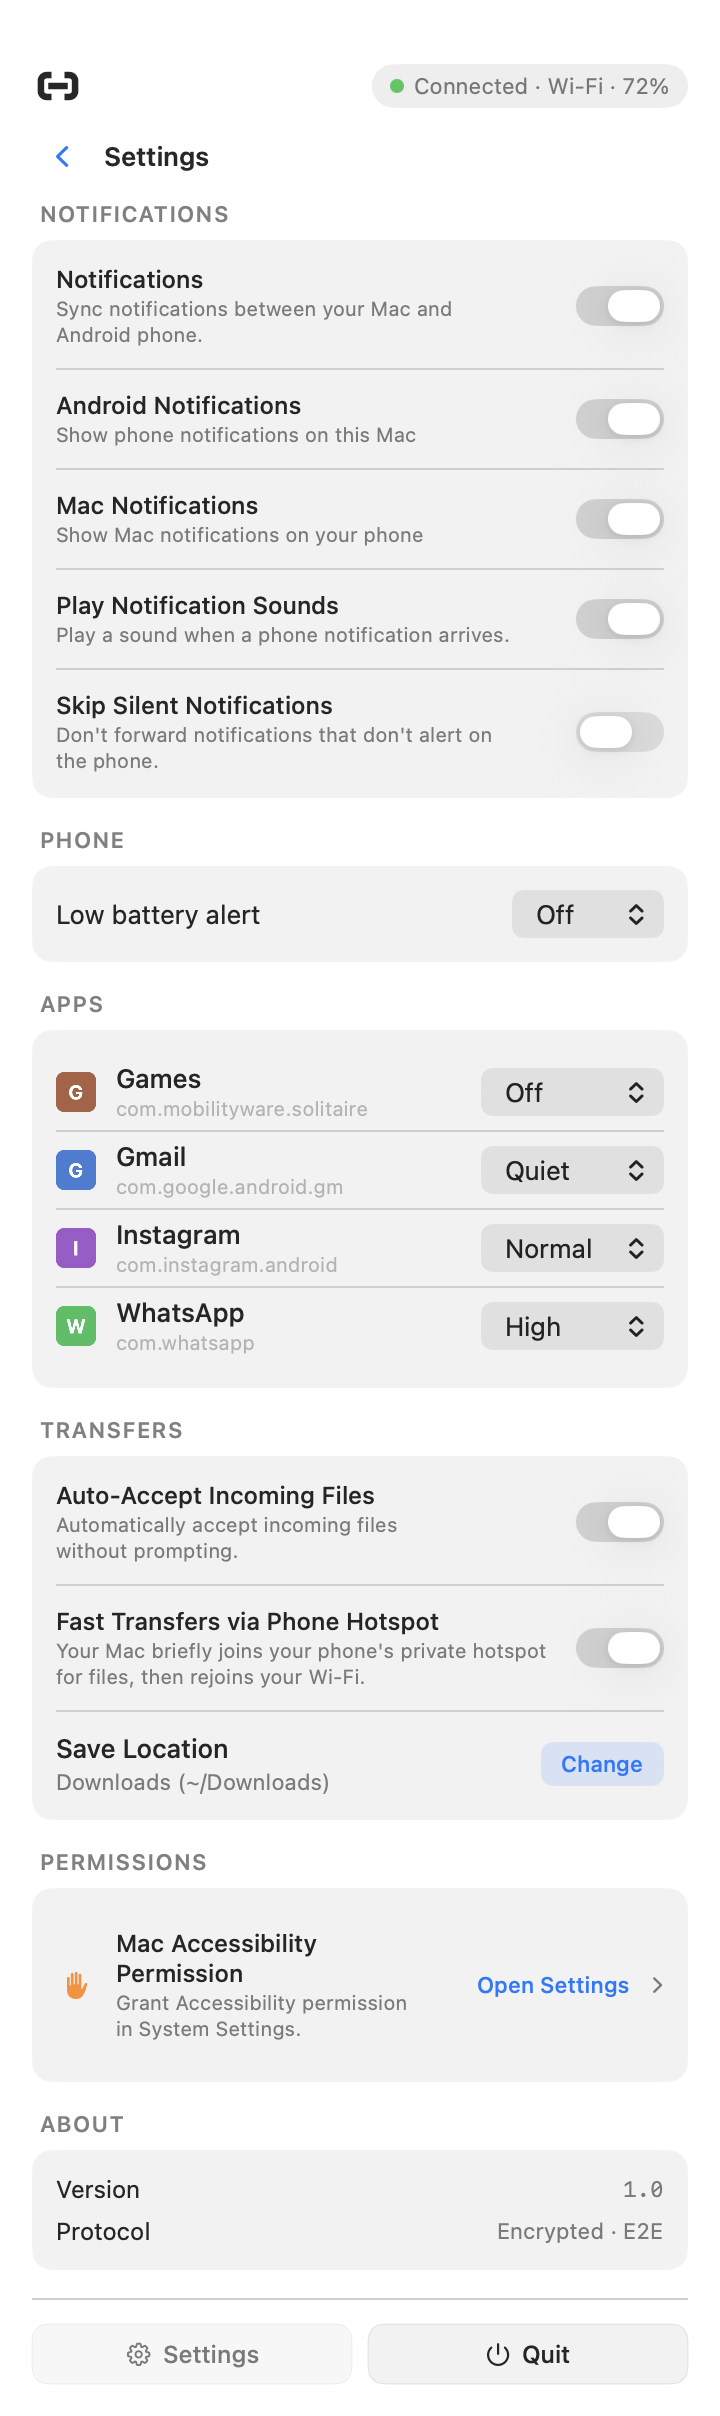 Connected · Wi-Fi · 72%
Settings
NOTIFICATIONS
Notifications
Sync notifications between your Mac and
Android phone.
Android Notifications
Show phone notifications on this Mac
Mac Notifications
Show Mac notifications on your phone
Play Notification Sounds
Play a sound when a phone notification arrives.
Skip Silent Notifications
Don't forward notifications that don't alert on
the phone.
PHONE
Low battery alert
Off
APPS
G
Games
com.mobilityware.solitaire
Off
G
Gmail
com.google.android.gm
Quiet
I
Instagram
com.instagram.android
Normal
W
WhatsApp
com.whatsapp
High
TRANSFERS
Auto-Accept Incoming Files
Automatically accept incoming files
without prompting.
Fast Transfers via Phone Hotspot
Your Mac briefly joins your phone's private hotspot
for files, then rejoins your Wi-Fi.
Save Location
Downloads (~/Downloads)
Change
PERMISSIONS
Mac Accessibility
Permission
Grant Accessibility permission
in System Settings.
Open Settings
ABOUT
Version
1.0
Protocol
Encrypted · E2E
Settings
Quit